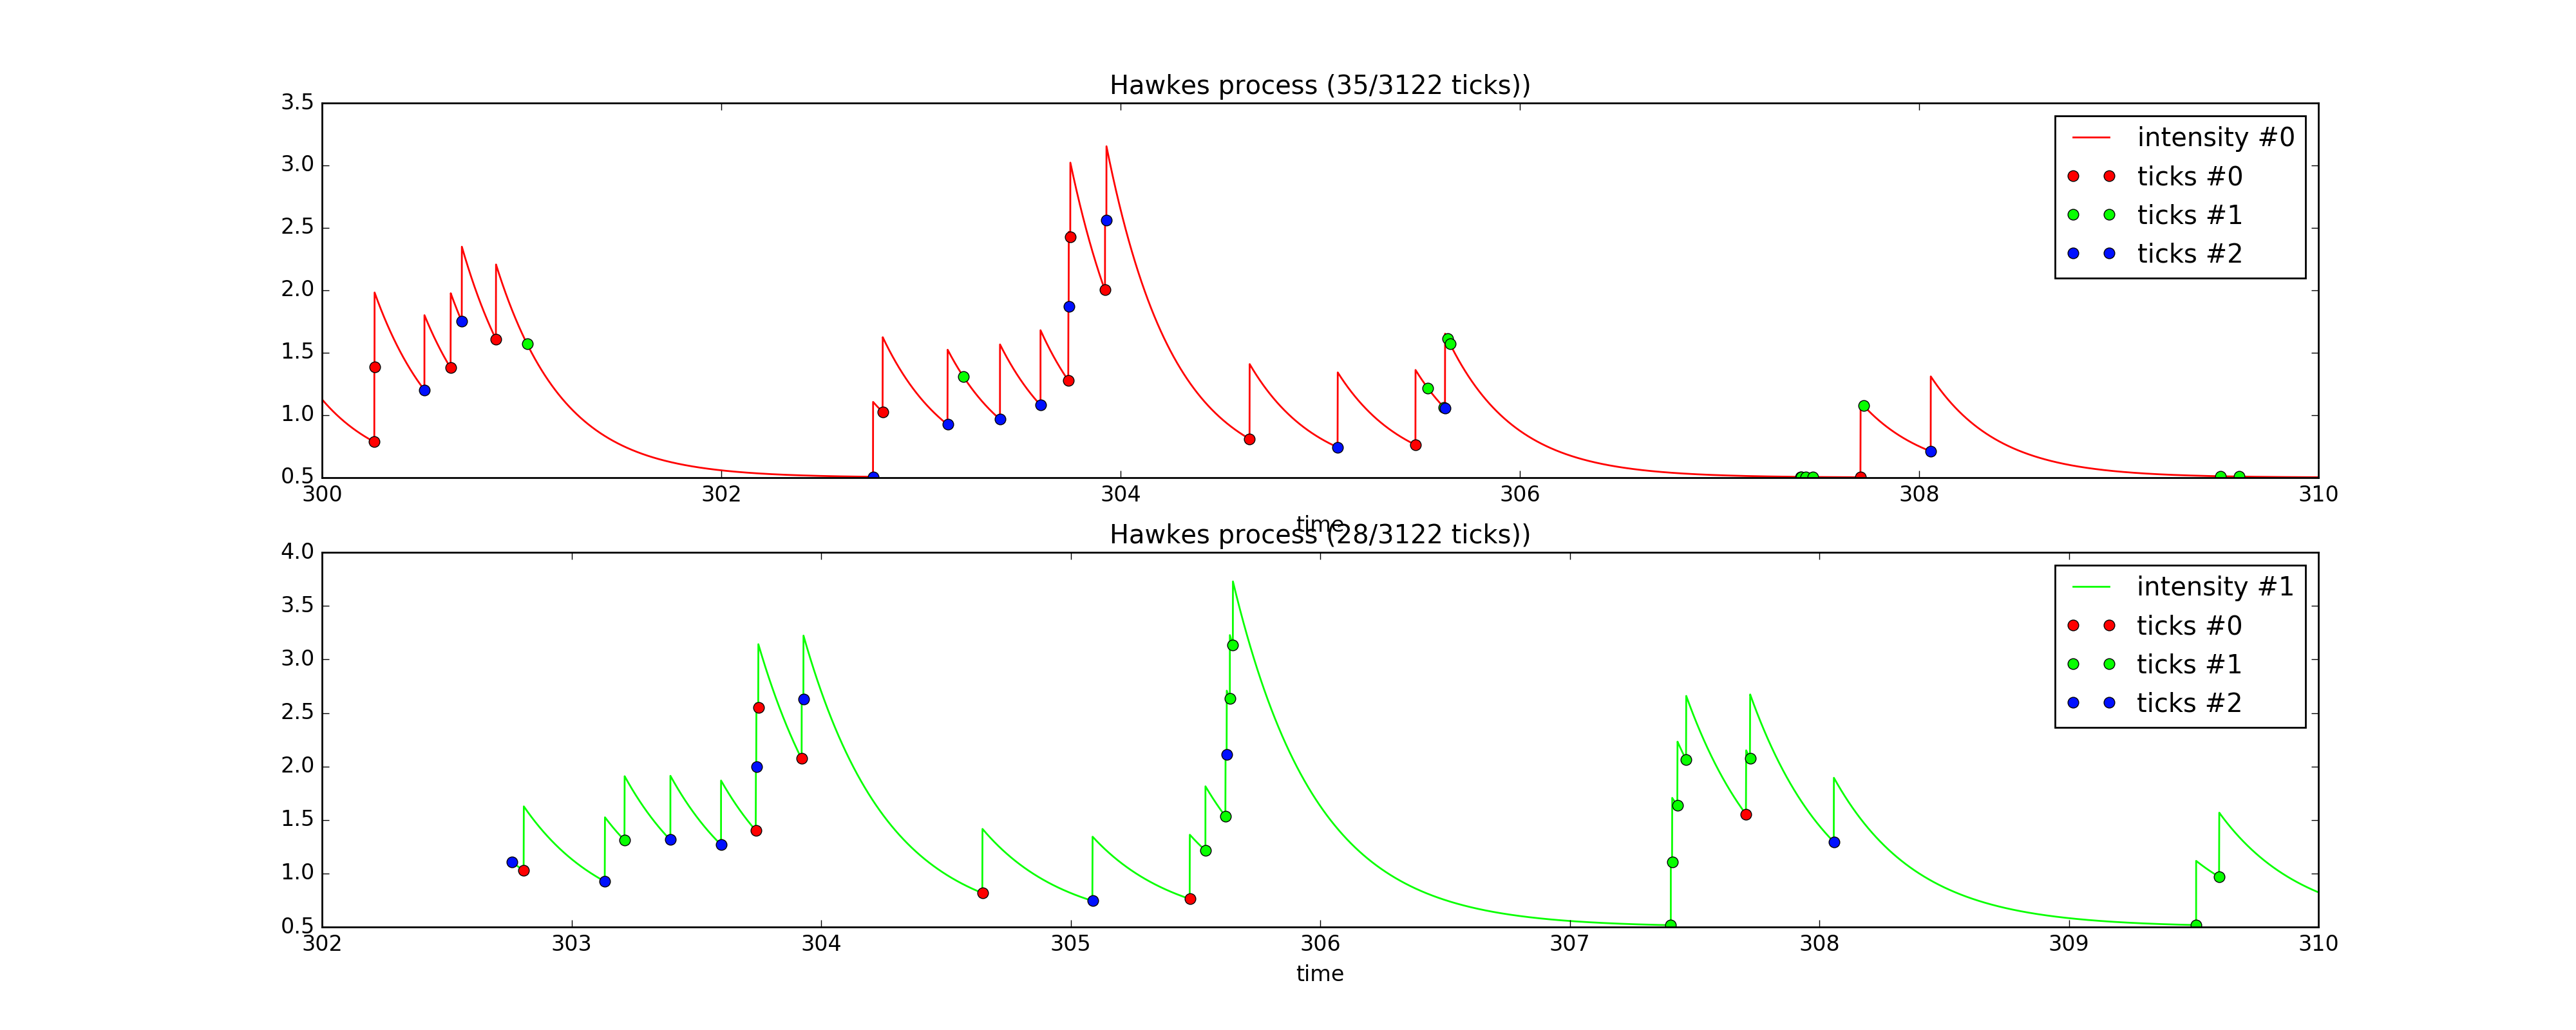 Hawkes process (35/3122 ticks))
3.5
3.0
2.5
2.0
1.5
1.0
0.5
intensity #0
ticks #0
ticks #1
ticks #2
300 302 304 306 308 310
time
Hawkes process (28/3122 ticks))
4.0
3.5
3.0
2.5
2.0
1.5
1.0
0.5
intensity #1
ticks #0
ticks #1
ticks #2
302 303 304 305 306 307 308 309 310
time